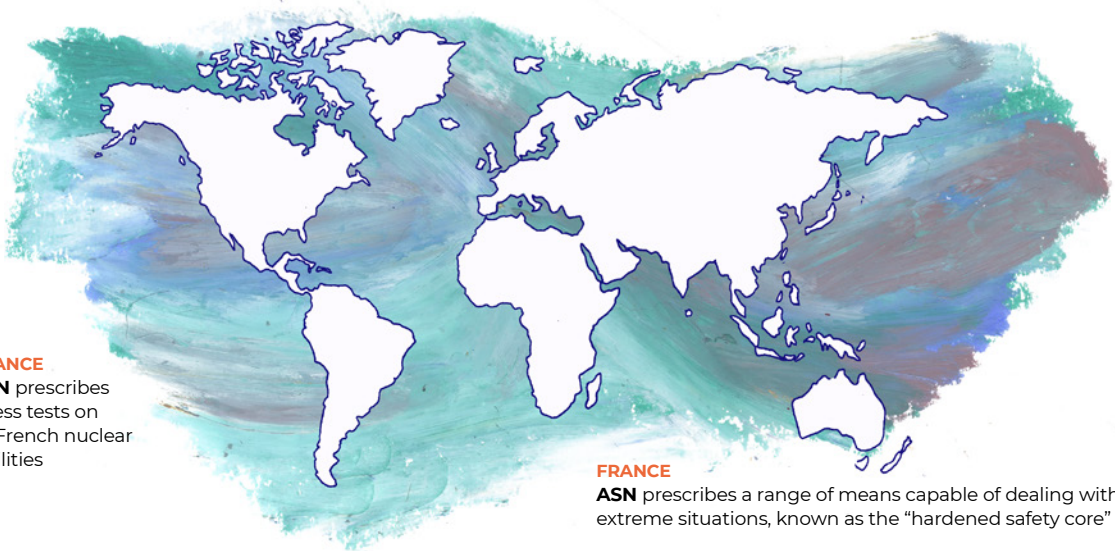 ANCE
N prescribes
ess tests on
French nuclear
lities
FRANCE
ASN prescribes a range of means capable of dealing with
extreme situations, known as the “hardened safety core”